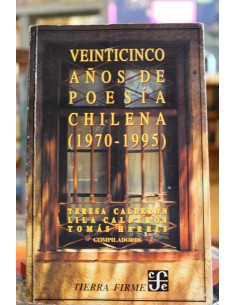 VEINTICINCO
AÑOS DE
POESÍA
CHILENA
(1970-1995)
TERESA CALDERÓN
LILA CALDERÓN
TOMÁS HARRIS
COMPILADORES
TIERRA FIRME